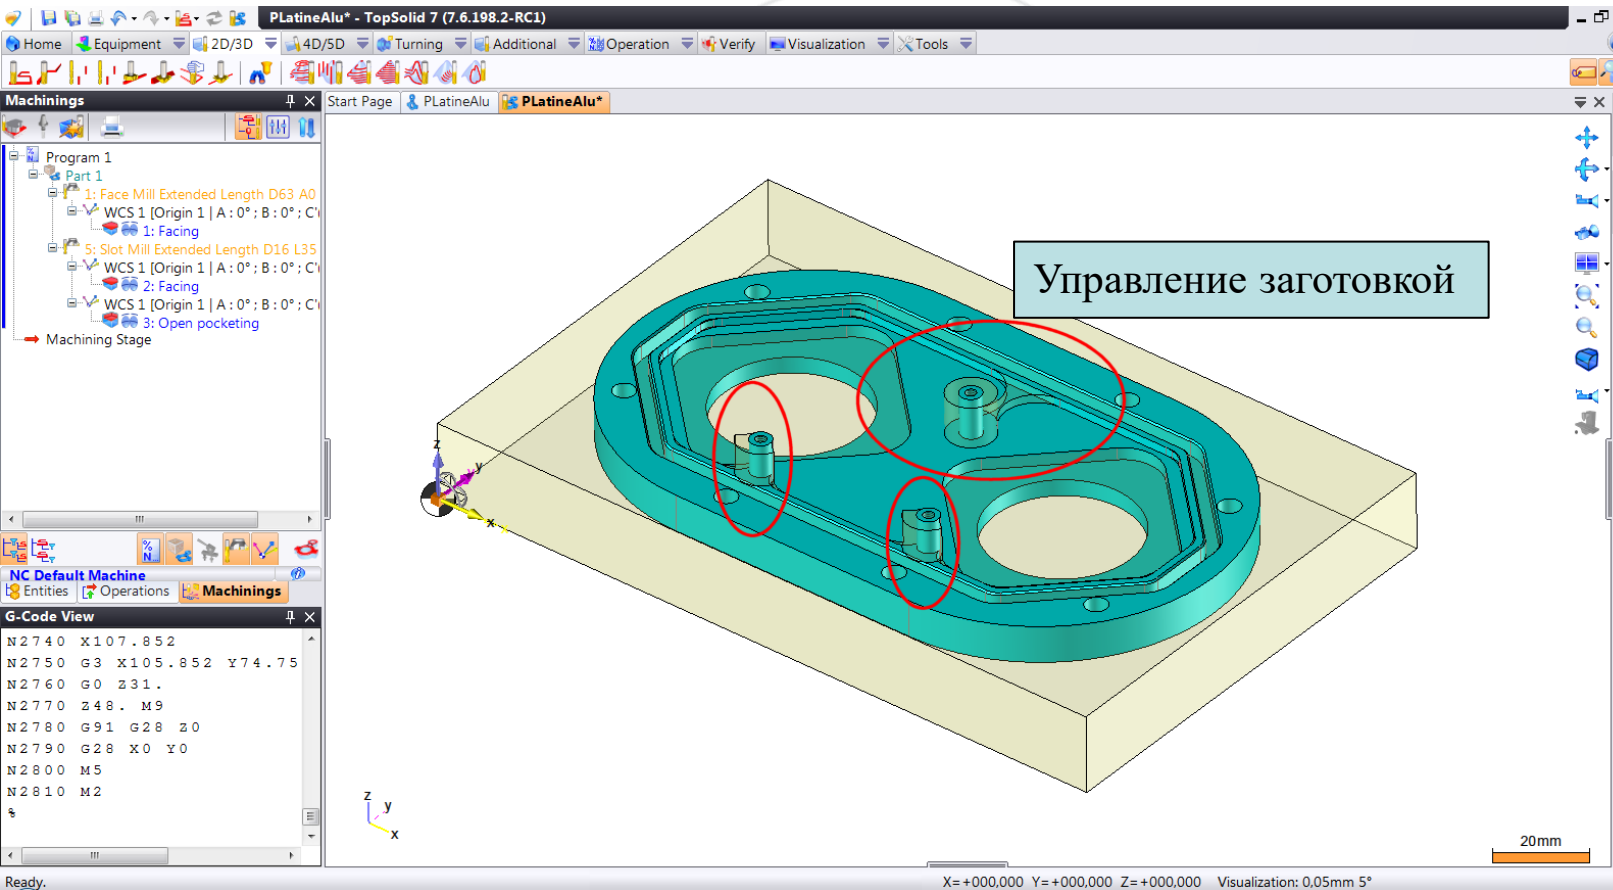 PLatineAlu* - TopSolid 7 (7.6.198.2-RC1)
Home Equipment 2D/3D 4D/5D Turning Additional Operation Verify Visualization Tools
Machinings
Start Page PLatineAlu PLatineAlu*
Program 1
Part 1
1: Face Mill Extended Length D63 A0
WCS 1 [Origin 1 | A : 0° ; B : 0° ; C'
1: Facing
5: Slot Mill Extended Length D16 L35
WCS 1 [Origin 1 | A : 0° ; B : 0° ; C'
2: Facing
WCS 1 [Origin 1 | A : 0° ; B : 0° ; C'
3: Open pocketing
Machining Stage
Управление заготовкой
z
y
x
NC Default Machine
Entities Operations Machinings
G-Code View
N2740 X107.852
N2750 G3 X105.852 Y74.75
N2760 G0 Z31.
N2770 Z48. M9
N2780 G91 G28 Z0
N2790 G28 X0 Y0
N2800 M5
N2810 M2
%
z
y
x
20mm
Ready.
X=+000,000 Y=+000,000 Z=+000,000 Visualization: 0,05mm 5°